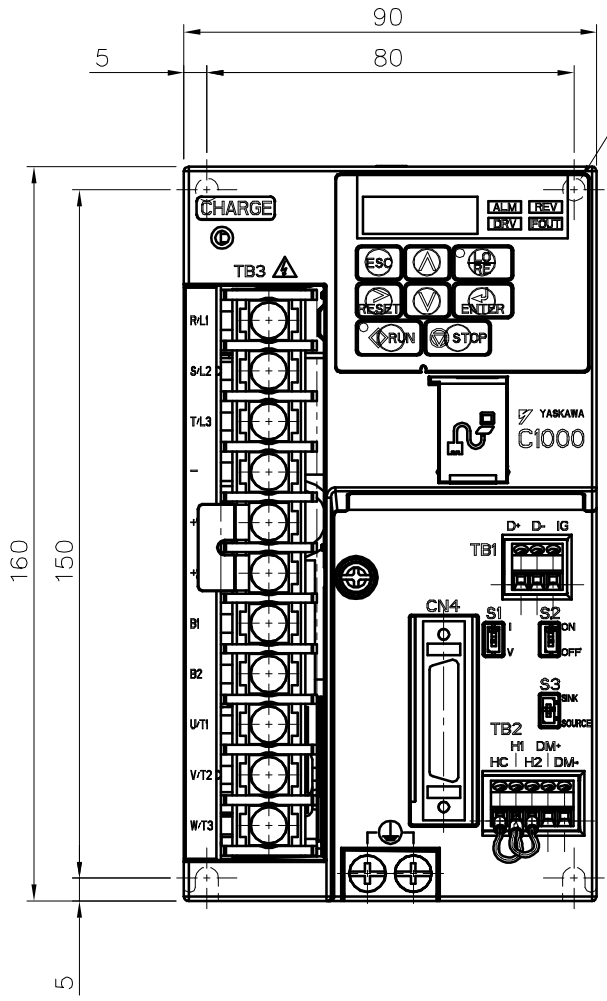 90
5 80
CHARGE
ALM REV
DRV FOUT
ESC LO
RE
RESET ENTER
RUN STOP
TB3
R/L1
S/L2
T/L3
-
+
+
B1
B2
U/T1
V/T2
W/T3
YASKAWA
C1000
160
150
5
D+ D- IG
TB1
CN4
S1 I
V
S2 ON
OFF
S3 SINK
SOURCE
TB2
H1 DM+
HC H2 DM-